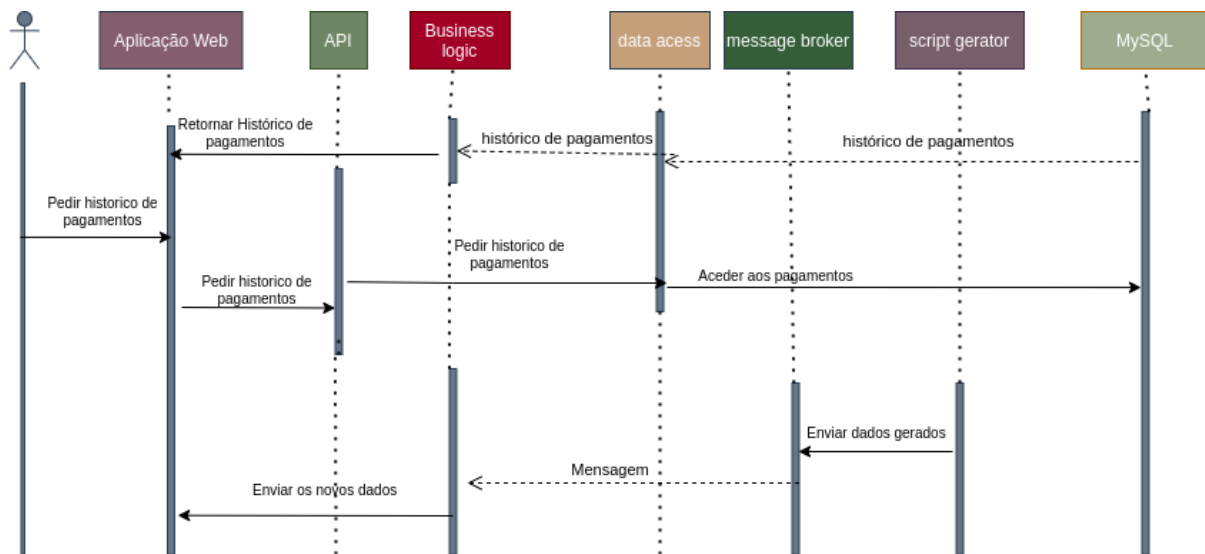 Aplicação Web
API
Business
logic
data acess
message broker
script gerator
MySQL
Retornar Histórico de
pagamentos
histórico de pagamentos
histórico de pagamentos
Pedir historico de
pagamentos
Pedir historico de
pagamentos
Pedir historico de
pagamentos
Aceder aos pagamentos
Enviar dados gerados
Mensagem
Enviar os novos dados